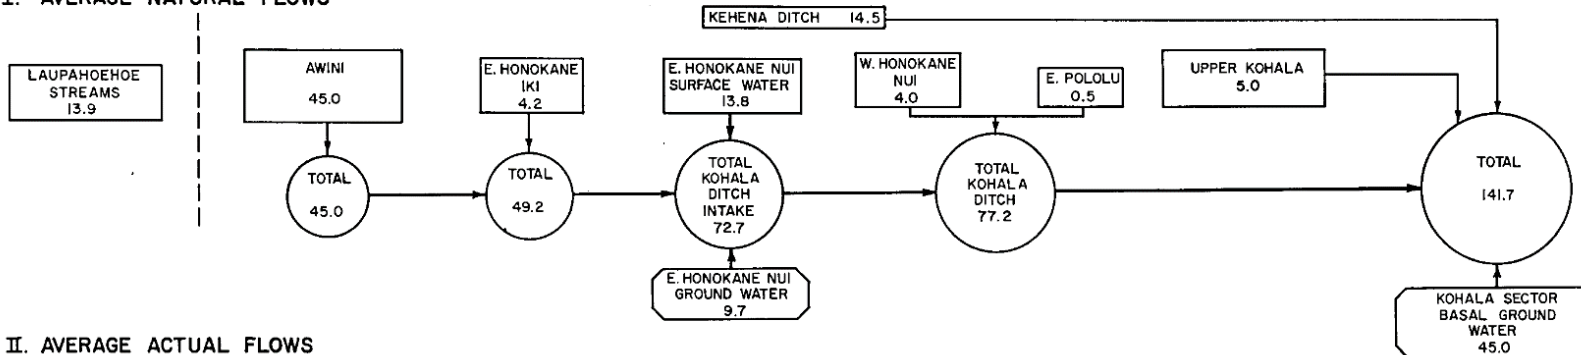 I. AVERAGE NATURAL FLOWS
KEHENA DITCH 14.5
LAUPAHOEHOE
STREAMS
13.9
AWINI
45.0
E. HONOKANE
IKI
4.2
E. HONOKANE NUI
SURFACE WATER
13.8
W. HONOKANE
NUI
4.0
E. POLOLU
0.5
UPPER KOHALA
5.0
TOTAL
45.0
TOTAL
49.2
TOTAL
KOHALA
DITCH
INTAKE
72.7
TOTAL
KOHALA
DITCH
77.2
TOTAL
141.7
E. HONOKANE NUI
GROUND WATER
9.7
KOHALA SECTOR
BASAL GROUND
WATER
45.0
II. AVERAGE ACTUAL FLOWS